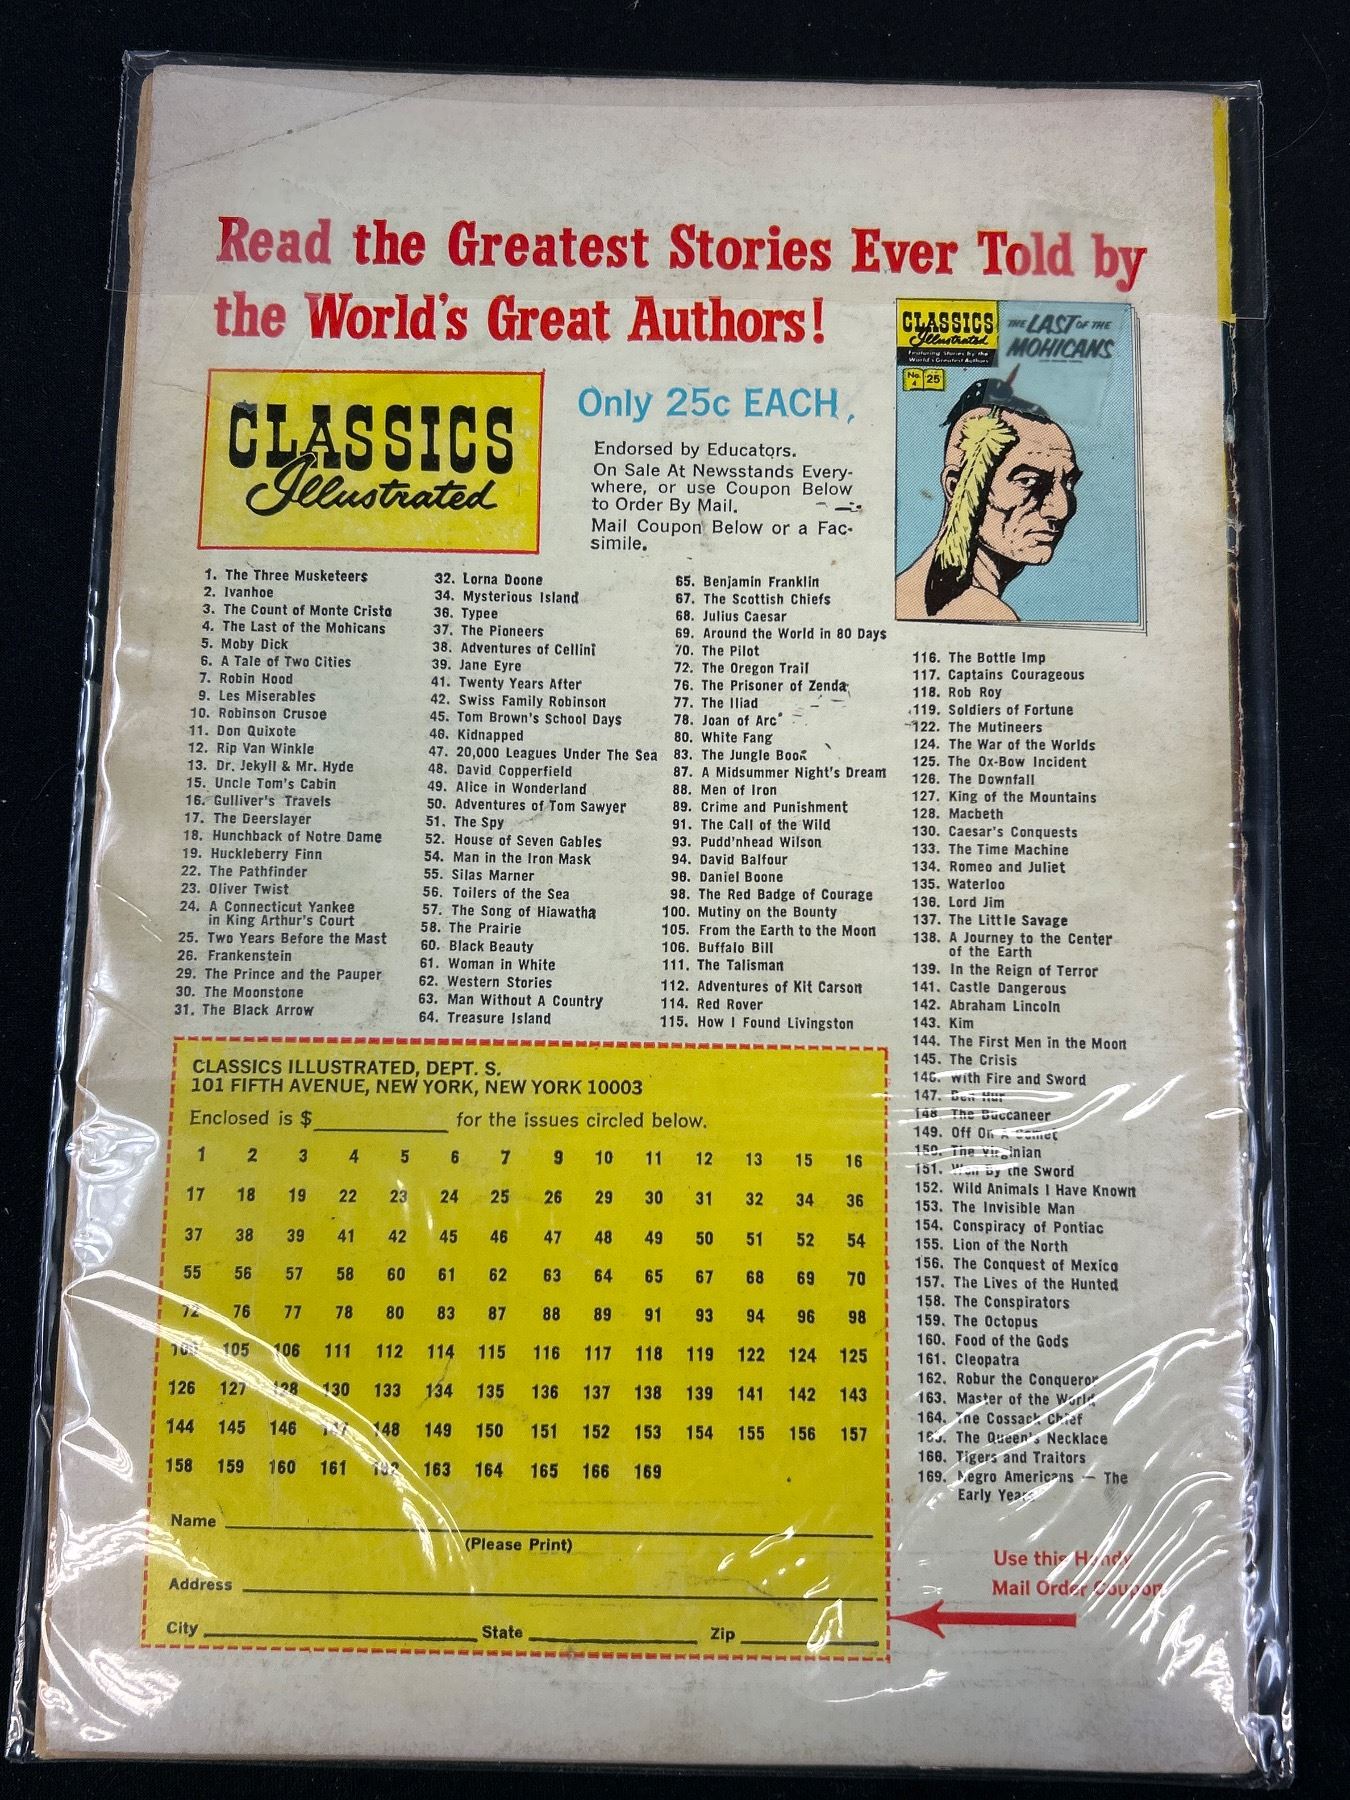 Read the Greatest Stories Ever Told by
the World's Great Authors!
CLASSICS
Illustrated
Only 25c EACH,
Endorsed by Educators.
On Sale At Newsstands Every-
where, or use Coupon Below
to Order By Mail.
Mail Coupon Below or a Fac-
simile.
CLASSICS
Illustrated
Featuring Stories by the
World's Greatest Authors
No. 4
25
THE LAST OF THE
MOHICANS
1. The Three Musketeers
2. Ivanhoe
3. The Count of Monte Cristo
4. The Last of the Mohicans
5. Moby Dick
6. A Tale of Two Cities
7. Robin Hood
9. Les Miserables
10. Robinson Crusoe
11. Don Quixote
12. Rip Van Winkle
13. Dr. Jekyll & Mr. Hyde
15. Uncle Tom's Cabin
16. Gulliver's Travels
17. The Deerslayer
18. Hunchback of Notre Dame
19. Huckleberry Finn
22. The Pathfinder
23. Oliver Twist
24. A Connecticut Yankee
in King Arthur's Court
25. Two Years Before the Mast
26. Frankenstein
29. The Prince and the Pauper
30. The Moonstone
31. The Black Arrow
32. Lorna Doone
34. Mysterious Island
36. Typee
37. The Pioneers
38. Adventures of Cellini
39. Jane Eyre
41. Twenty Years After
42. Swiss Family Robinson
45. Tom Brown's School Days
46. Kidnapped
47. 20,000 Leagues Under The Sea
48. David Copperfield
49. Alice in Wonderland
50. Adventures of Tom Sawyer
51. The Spy
52. House of Seven Gables
54. Man in the Iron Mask
55. Silas Marner
56. Toilers of the Sea
57. The Song of Hiawatha
58. The Prairie
60. Black Beauty
61. Woman in White
62. Western Stories
63. Man Without A Country
64. Treasure Island
65. Benjamin Franklin
67. The Scottish Chiefs
68. Julius Caesar
69. Around the World in 80 Days
70. The Pilot
72. The Oregon Trail
76. The Prisoner of Zenda
77. The Iliad
78. Joan of Arc
80. White Fang
83. The Jungle Book
87. A Midsummer Night's Dream
88. Men of Iron
89. Crime and Punishment
91. The Call of the Wild
93. Pudd'nhead Wilson
94. David Balfour
96. Daniel Boone
98. The Red Badge of Courage
100. Mutiny on the Bounty
105. From the Earth to the Moon
106. Buffalo Bill
111. The Talisman
112. Adventures of Kit Carson
114. Red Rover
115. How I Found Livingston
116. The Bottle Imp
117. Captains Courageous
118. Rob Roy
119. Soldiers of Fortune
122. The Mutineers
124. The War of the Worlds
125. The Ox-Bow Incident
126. The Downfall
127. King of the Mountains
128. Macbeth
130. Caesar's Conquests
133. The Time Machine
134. Romeo and Juliet
135. Waterloo
136. Lord Jim
137. The Little Savage
138. A Journey to the Center
of the Earth
139. In the Reign of Terror
141. Castle Dangerous
142. Abraham Lincoln
143. Kim
144. The First Men in the Moon
145. The Crisis
146. With Fire and Sword
147. Ben Hur
148 The Buccaneer
149. Off On A Comet
150. The Virginian
151. Won By the Sword
152. Wild Animals I Have Known
153. The Invisible Man
154. Conspiracy of Pontiac
155. Lion of the North
156. The Conquest of Mexico
157. The Lives of the Hunted
158. The Conspirators
159. The Octopus
160. Food of the Gods
161. Cleopatra
162. Robur the Conqueror
163. Master of the World
164. The Cossack Chief
165. The Queen's Necklace
166. Tigers and Traitors
169. Negro Americans — The
Early Years
CLASSICS ILLUSTRATED, DEPT. S.
101 FIFTH AVENUE, NEW YORK, NEW YORK 10003
Enclosed is $ for the issues circled below.
1 2 3 4 5 6 7 9 10 11 12 13 15 16
17 18 19 22 23 24 25 26 29 30 31 32 34 36
37 38 39 41 42 45 46 47 48 49 50 51 52 54
55 56 57 58 60 61 62 63 64 65 67 68 69 70
72 76 77 78 80 83 87 88 89 91 93 94 96 98
100 105 106 111 112 114 115 116 117 118 119 122 124 125
126 127 128 130 133 134 135 136 137 138 139 141 142 143
144 145 146 147 148 149 150 151 152 153 154 155 156 157
158 159 160 161 162 163 164 165 166 169
Name
(Please Print)
Address
City State Zip
Use this Handy
Mail Order Coupon